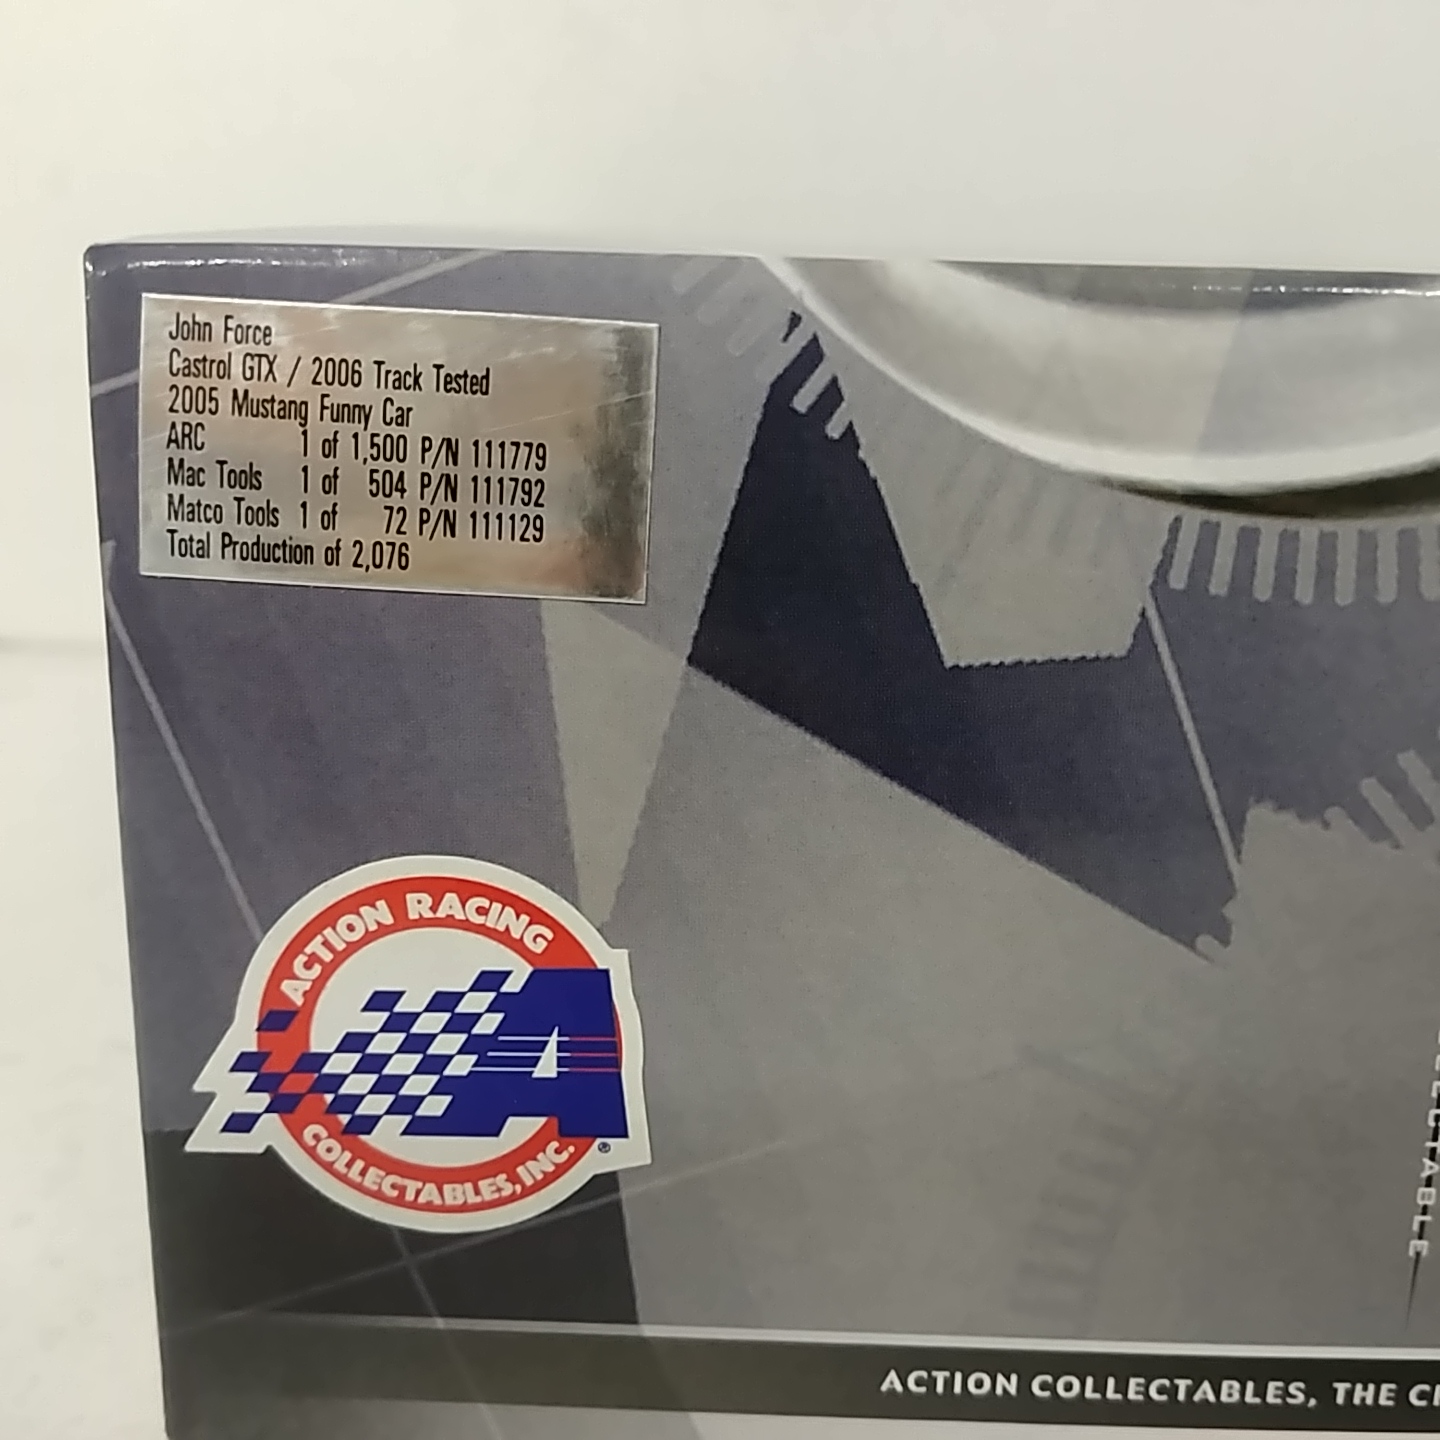 John Force
Castrol GTX / 2006 Track Tested
2005 Mustang Funny Car
ARC 1 of 1,500 P/N 111779
Mac Tools 1 of 504 P/N 111792
Matco Tools 1 of 72 P/N 111129
Total Production of 2,076
ACTION RACING
A
COLLECTABLES, INC.
®
ACTION COLLECTABLES, THE